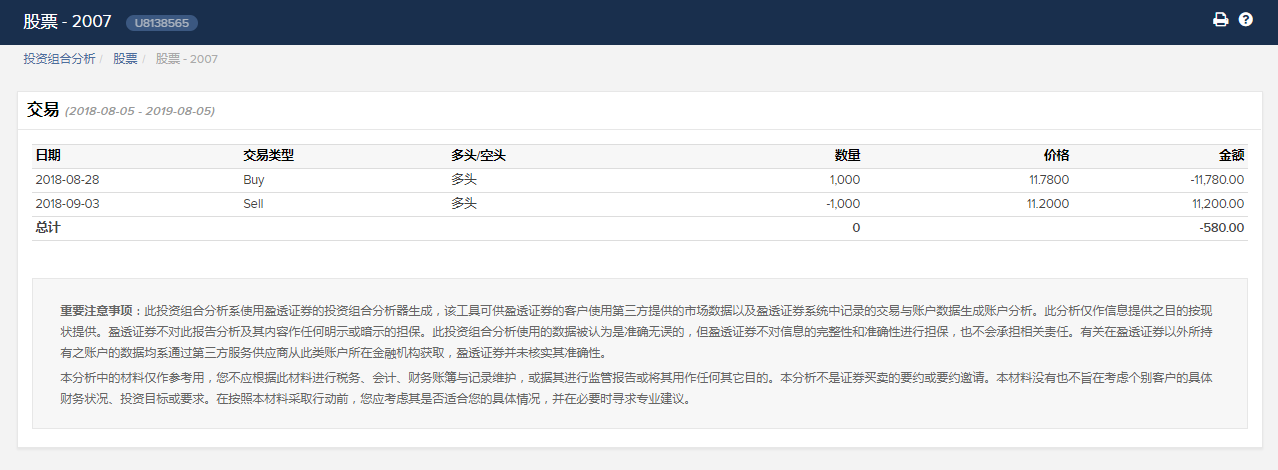 股票 - 2007 U8138565
投资组合分析 / 股票 / 股票 - 2007
交易 (2018-08-05 - 2019-08-05)
日期 交易类型 多头/空头 数量 价格 金额
2018-08-28 Buy 多头 1,000 11.7800 -11,780.00
2018-09-03 Sell 多头 -1,000 11.2000 11,200.00
总计 0 -580.00
重要注意事项：此投资组合分析系使用盈透证券的投资组合分析器生成，该工具可供盈透证券的客户使用第三方提供的市场数据以及盈透证券系统中记录的交易与账户数据生成账户分析。此分析仅作信息提供之目的按现
状提供。盈透证券不对此报告分析及其内容作任何明示或暗示的担保。此投资组合分析使用的数据被认为是准确无误的，但盈透证券不对信息的完整性和准确性进行担保，也不会承担相关责任。有关在盈透证券以外所持
有之账户的数据均系通过第三方服务供应商从此类账户所在金融机构获取，盈透证券并未核实其准确性。
本分析中的材料仅作参考用，您不应根据此材料进行税务、会计、财务账簿与记录维护，或据其进行监管报告或将其用作任何其它目的。本分析不是证券买卖的要约或要约邀请。本材料没有也不旨在考虑个别客户的具体
财务状况、投资目标或要求。在按照本材料采取行动前，您应考虑其是否适合您的具体情况，并在必要时寻求专业建议。